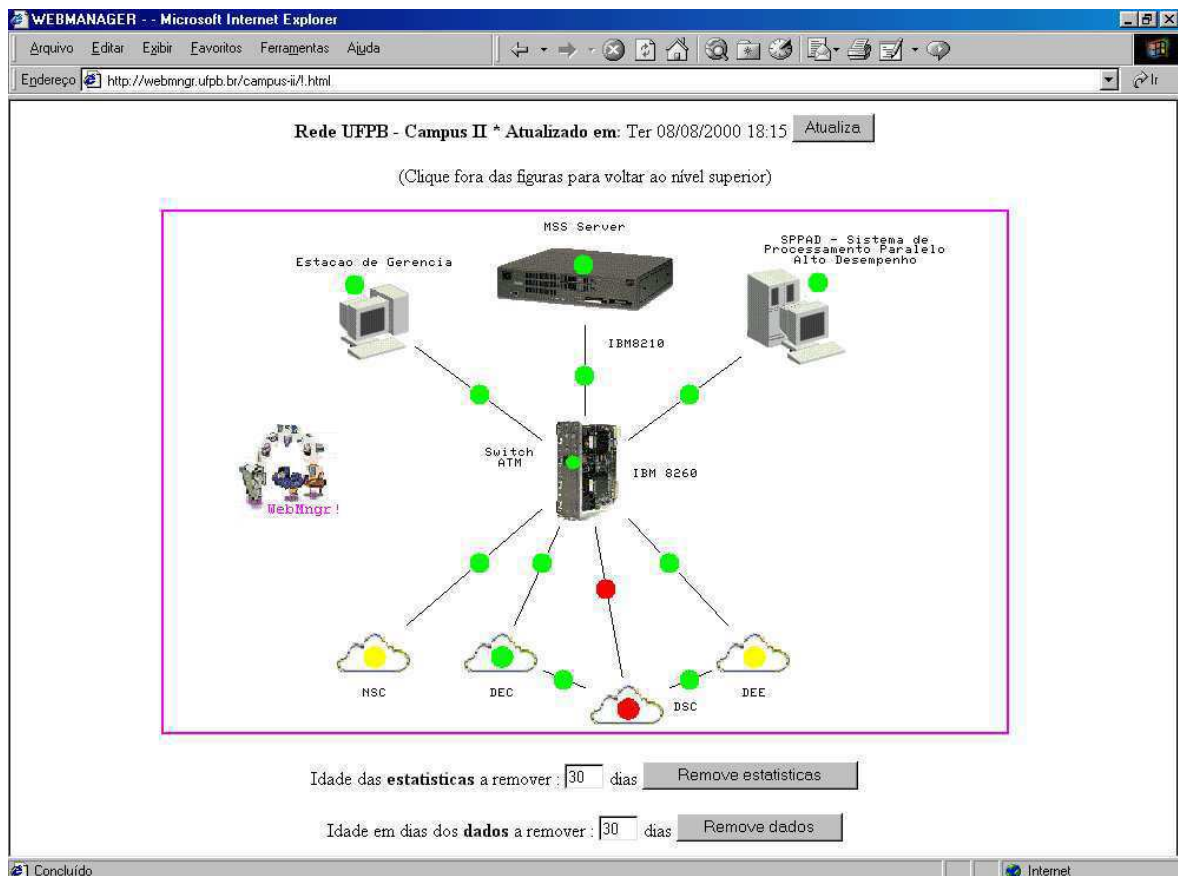 WEBMANAGER - - Microsoft Internet Explorer
Arquivo Editar Exibir Favoritos Ferramentas Ajuda
Endereço http://webmngr.ufpb.br/campus-ii/!.html Ir
Rede UFPB - Campus II * Atualizado em: Ter 08/08/2000 18:15 Atualiza
(Clique fora das figuras para voltar ao nível superior)
MSS Server
SPPAD - Sistema de
Processamento Paralelo
Alto Desempenho
Estacao de Gerencia
IBM8210
Switch
ATM
IBM 8260
WebMngr!
NSC
DEC
DSC
DEE
Idade das estatisticas a remover : 30 dias Remove estatisticas
Idade em dias dos dados a remover : 30 dias Remove dados
Concluído Internet